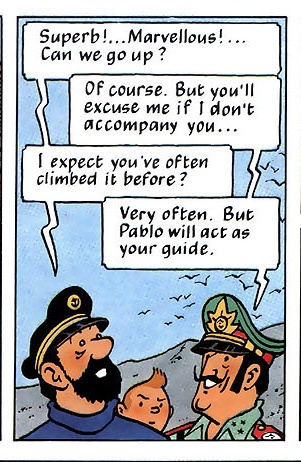 Superb!...Marvellous!...
Can we go up?
Of course. But you'll
excuse me if I don't
accompany you...
I expect you've often
climbed it before?
Very often. But
Pablo will act as
your guide.